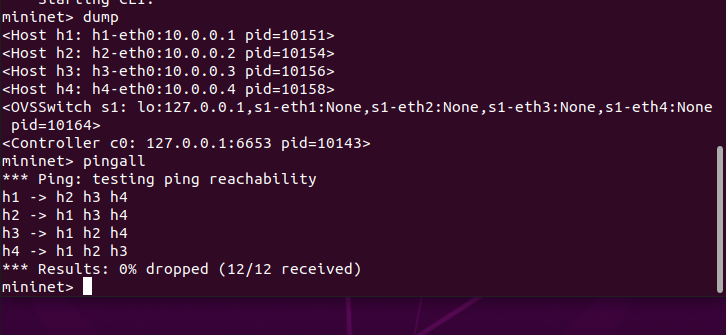 Starting CLI:
mininet> dump
<Host h1: h1-eth0:10.0.0.1 pid=10151>
<Host h2: h2-eth0:10.0.0.2 pid=10154>
<Host h3: h3-eth0:10.0.0.3 pid=10156>
<Host h4: h4-eth0:10.0.0.4 pid=10158>
<OVSSwitch s1: lo:127.0.0.1,s1-eth1:None,s1-eth2:None,s1-eth3:None,s1-eth4:None
pid=10164>
<Controller c0: 127.0.0.1:6653 pid=10143>
mininet> pingall
*** Ping: testing ping reachability
h1 -> h2 h3 h4
h2 -> h1 h3 h4
h3 -> h1 h2 h4
h4 -> h1 h2 h3
*** Results: 0% dropped (12/12 received)
mininet>